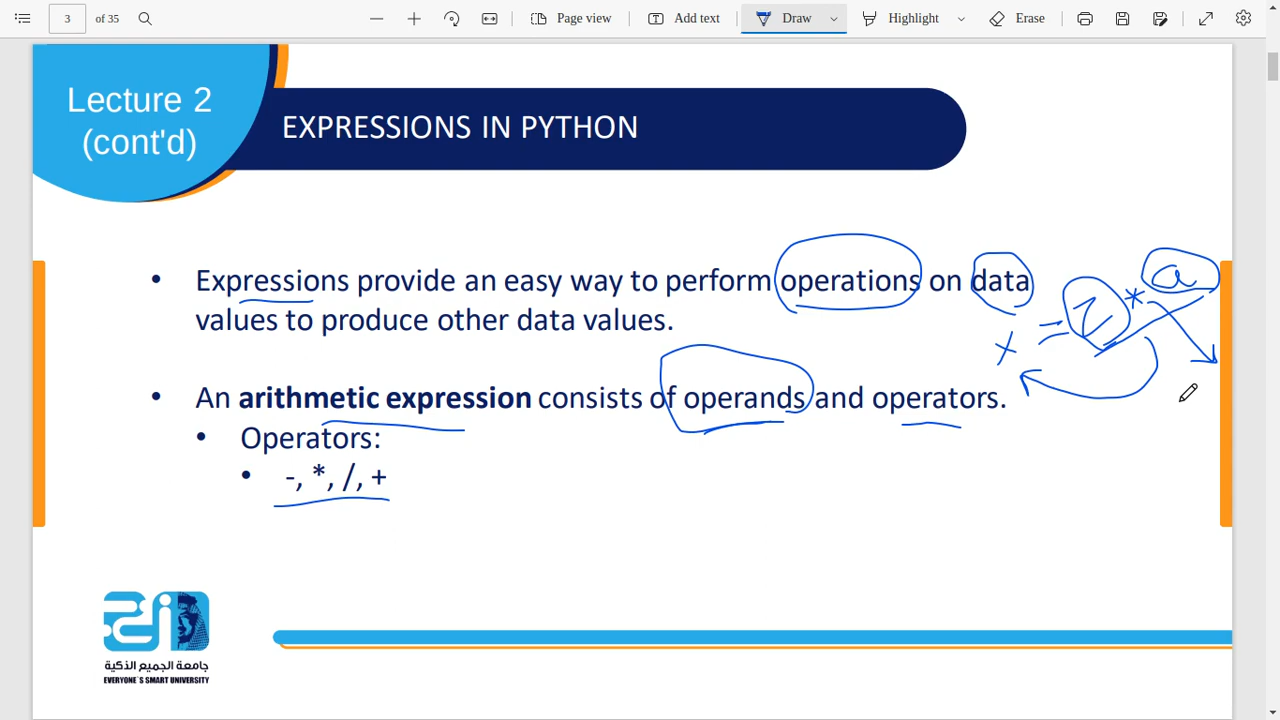 3 of 35 Page view Add text Draw Highlight Erase
Lecture 2
(cont'd)
EXPRESSIONS IN PYTHON
• Expressions provide an easy way to perform operations on data
values to produce other data values.
x = 2 * a
• An arithmetic expression consists of operands and operators.
• Operators:
• -, *, /, +
جامعة الجميع الذكية
EVERYONE`S SMART UNIVERSITY